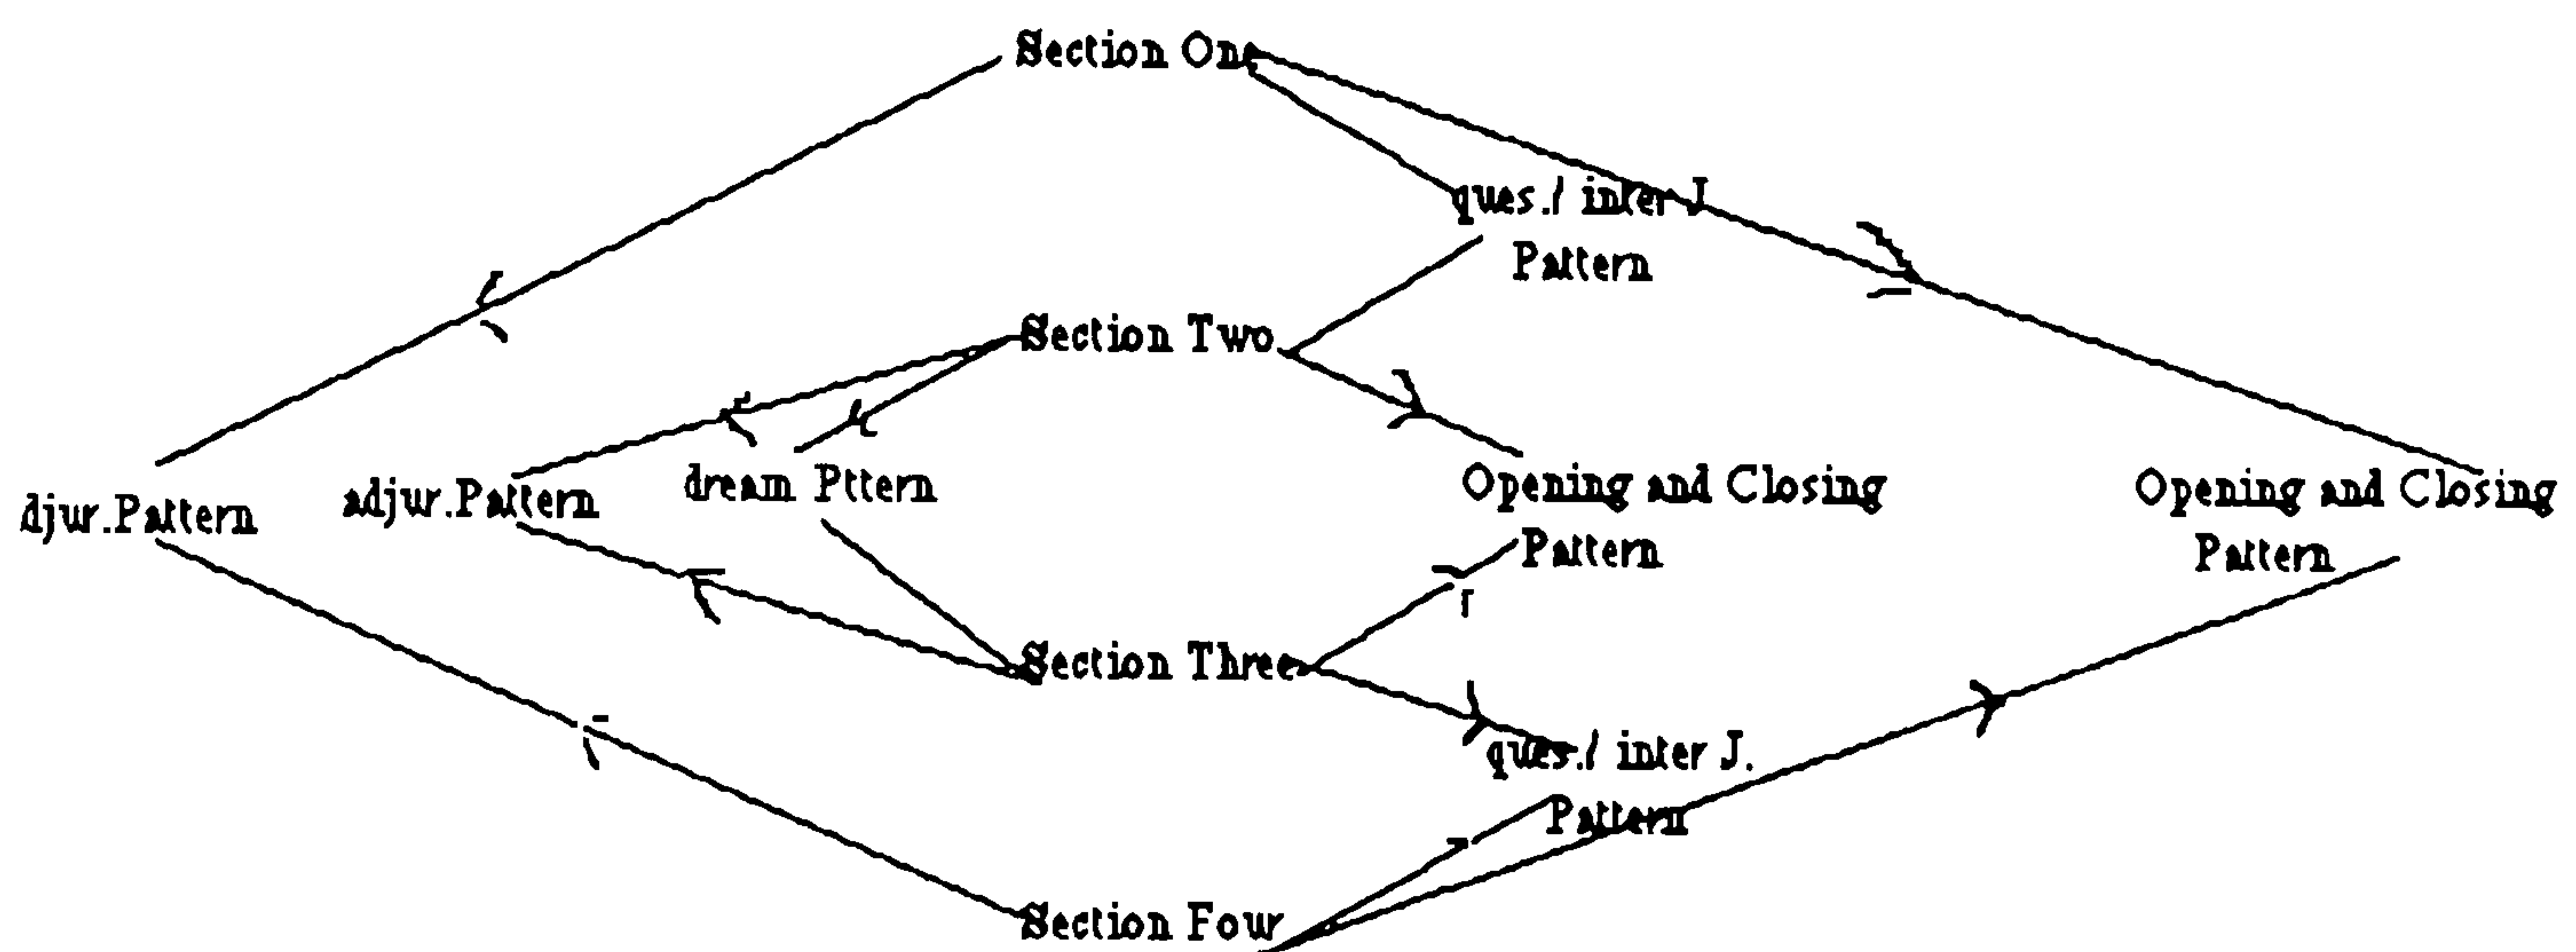 Section One
ques./ inter J
Pattern
Section Two
djur.Pattern
adjur.Pattern
dream Pttern
Opening and Closing
Pattern
Opening and Closing
Pattern
Section Three
ques./ inter J.
Pattern
Section Four